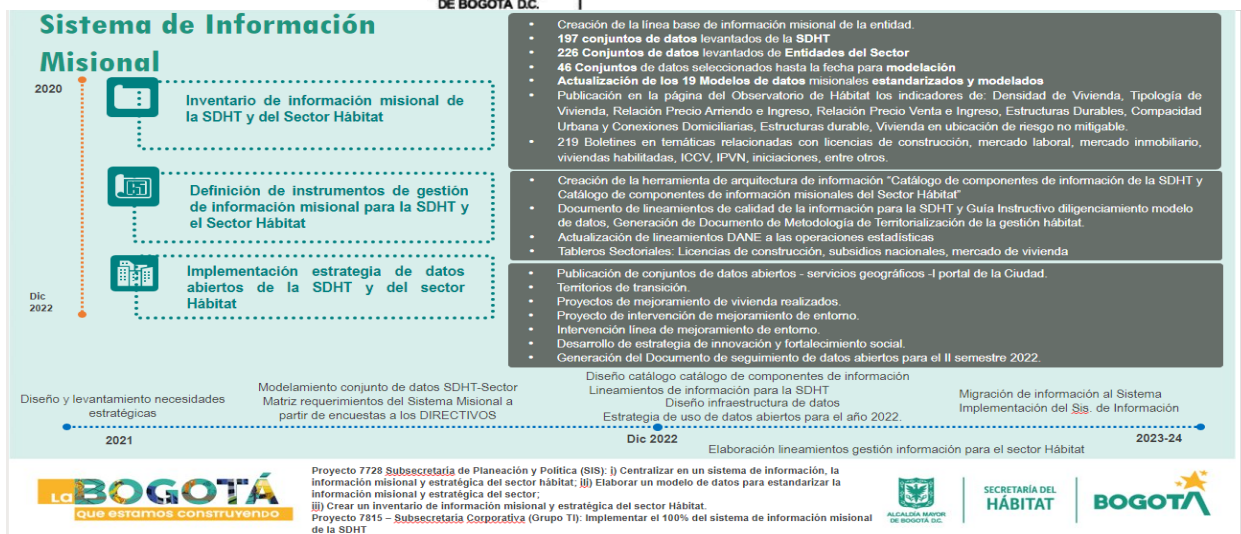 DE BOGOTÁ D.C.
Sistema de Información
Misional
2020
Inventario de información misional de
la SDHT y del Sector Hábitat
Definición de instrumentos de gestión
de información misional para la SDHT y
el Sector Hábitat
Implementación estrategia de datos
abiertos de la SDHT y del sector
Hábitat
Dic
2022
• Creación de la línea base de información misional de la entidad.
• 197 conjuntos de datos levantados de la SDHT
• 226 Conjuntos de datos levantados de Entidades del Sector
• 46 Conjuntos de datos seleccionados hasta la fecha para modelación
• Actualización de los 19 Modelos de datos misionales estandarizados y modelados
• Publicación en la página del Observatorio de Hábitat los indicadores de: Densidad de Vivienda, Tipología de
Vivienda, Relación Precio Arriendo e Ingreso, Relación Precio Venta e Ingreso, Estructuras Durables, Compacidad
Urbana y Conexiones Domiciliarias, Estructuras durable, Vivienda en ubicación de riesgo no mitigable.
• 219 Boletines en temáticas relacionadas con licencias de construcción, mercado laboral, mercado inmobiliario,
viviendas habilitadas, ICCV, IPVN, iniciaciones, entre otros.
• Creación de la herramienta de arquitectura de información “Catálogo de componentes de información de la SDHT y
Catálogo de componentes de información misionales del Sector Hábitat”
• Documento de lineamientos de calidad de la información para la SDHT y Guía Instructivo diligenciamiento modelo
de datos, Generación de Documento de Metodología de Territorialización de la gestión hábitat.
• Actualización de lineamientos DANE a las operaciones estadísticas
• Tableros Sectoriales: Licencias de construcción, subsidios nacionales, mercado de vivienda
• Publicación de conjuntos de datos abiertos - servicios geográficos -l portal de la Ciudad.
• Territorios de transición.
• Proyectos de mejoramiento de vivienda realizados.
• Proyecto de intervención de mejoramiento de entorno.
• Intervención línea de mejoramiento de entorno.
• Desarrollo de estrategia de innovación y fortalecimiento social.
• Generación del Documento de seguimiento de datos abiertos para el II semestre 2022.
Diseño y levantamiento necesidades
estratégicas
Modelamiento conjunto de datos SDHT-Sector
Matriz requerimientos del Sistema Misional a
partir de encuestas a los DIRECTIVOS
Diseño catálogo catálogo de componentes de información
Lineamientos de información para la SDHT
Diseño infraestructura de datos
Estrategia de uso de datos abiertos para el año 2022.
Migración de información al Sistema
Implementación del Sis. de Información
2021
Dic 2022
2023-24
Elaboración lineamientos gestión información para el sector Hábitat
La BOGOTÁ
que estamos construyendo
Proyecto 7728 Subsecretaria de Planeación y Politica (SIS): i) Centralizar en un sistema de información, la
información misional y estratégica del sector hábitat; iIi) Elaborar un modelo de datos para estandarizar la
información misional y estratégica del sector;
iii) Crear un inventario de información misional y estratégica del sector Hábitat.
Proyecto 7815 – Subsecretaria Corporativa (Grupo TI): Implementar el 100% del sistema de información misional
de la SDHT
ALCALDÍA MAYOR
DE BOGOTÁ D.C.
SECRETARÍA DEL
HÁBITAT
BOGOTÁ